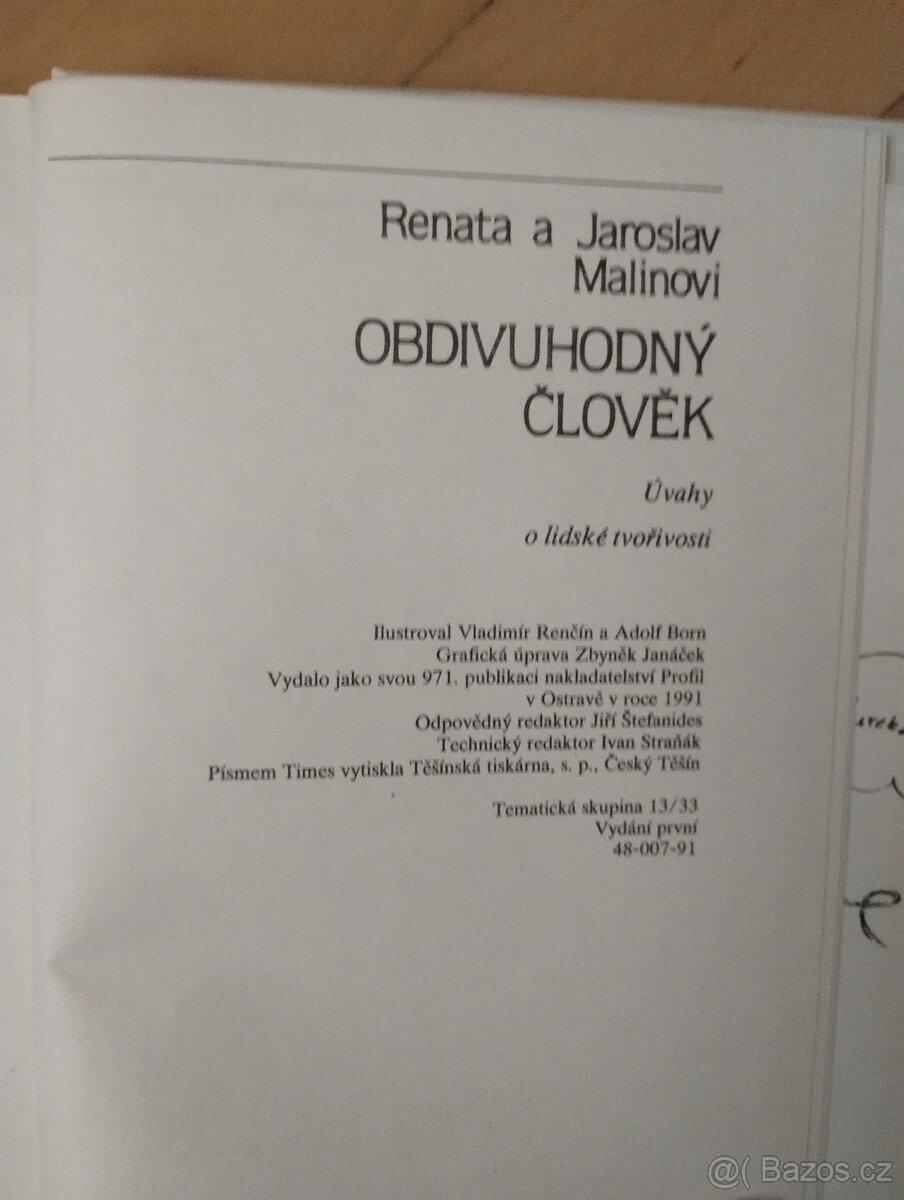 Renata a Jaroslav
Malinovi
OBDIVUHODNÝ
ČLOVĚK
Úvahy
o lidské tvořivosti
Ilustroval Vladimír Renčín a Adolf Born
Grafická úprava Zbyněk Janáček
Vydalo jako svou 971. publikaci nakladatelství Profil
v Ostravě v roce 1991
Odpovědný redaktor Jiří Štefanides
Technický redaktor Ivan Straňák
Písmem Times vytiskla Těšínská tiskárna, s. p., Český Těšín
Tematická skupina 13/33
Vydání první
48-007-91
@( Bazos.cz